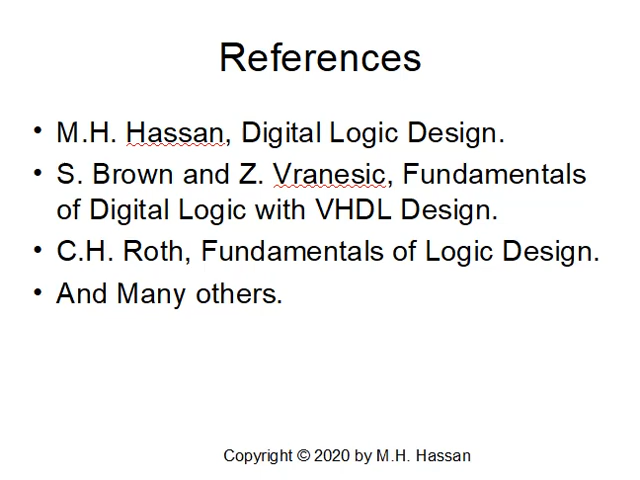 References
• M.H. Hassan, Digital Logic Design.
• S. Brown and Z. Vranesic, Fundamentals
of Digital Logic with VHDL Design.
• C.H. Roth, Fundamentals of Logic Design.
• And Many others.
Copyright © 2020 by M.H. Hassan